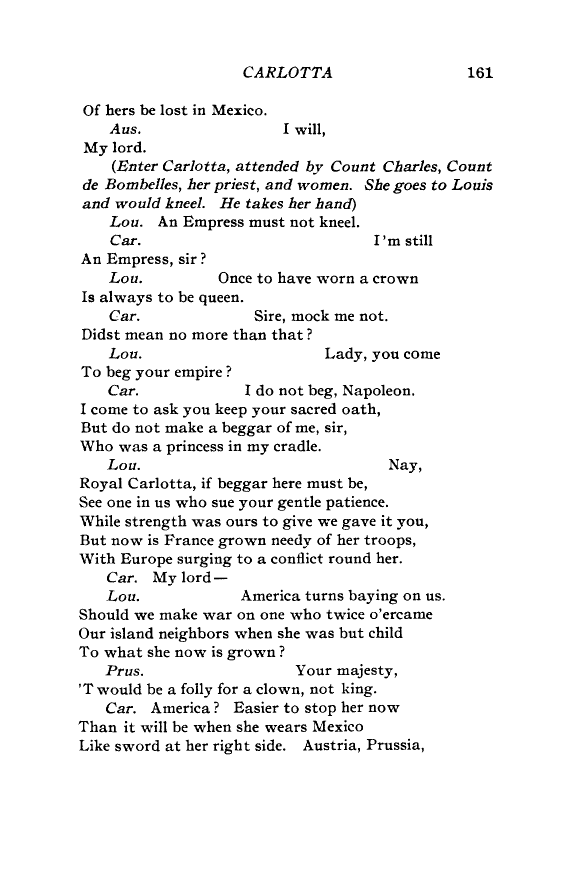 CARLOTTA 161
Of hers be lost in Mexico.
Aus. I will,
My lord.
(Enter Carlotta, attended by Count Charles, Count
de Bombelles, her priest, and women. She goes to Louis
and would kneel. He takes her hand)
Lou. An Empress must not kneel.
Car. I'm still
An Empress, sir?
Lou. Once to have worn a crown
Is always to be queen.
Car. Sire, mock me not.
Didst mean no more than that?
Lou. Lady, you come
To beg your empire?
Car. I do not beg, Napoleon.
I come to ask you keep your sacred oath,
But do not make a beggar of me, sir,
Who was a princess in my cradle.
Lou. Nay,
Royal Carlotta, if beggar here must be,
See one in us who sue your gentle patience.
While strength was ours to give we gave it you,
But now is France grown needy of her troops,
With Europe surging to a conflict round her.
Car. My lord—
Lou. America turns baying on us.
Should we make war on one who twice o'ercame
Our island neighbors when she was but child
To what she now is grown?
Prus. Your majesty,
'T would be a folly for a clown, not king.
Car. America? Easier to stop her now
Than it will be when she wears Mexico
Like sword at her right side. Austria, Prussia,